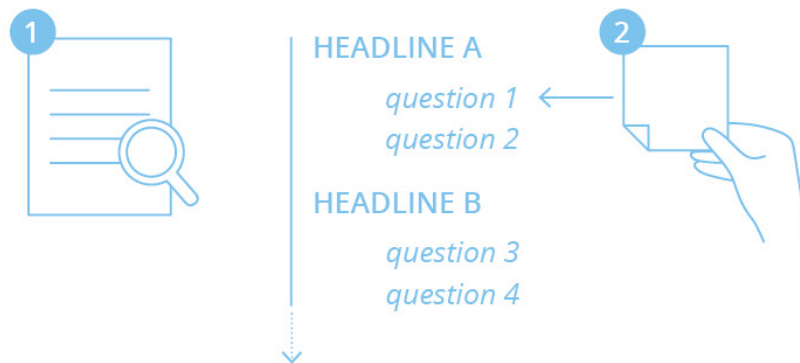 1
HEADLINE A
question 1
question 2
HEADLINE B
question 3
question 4
2